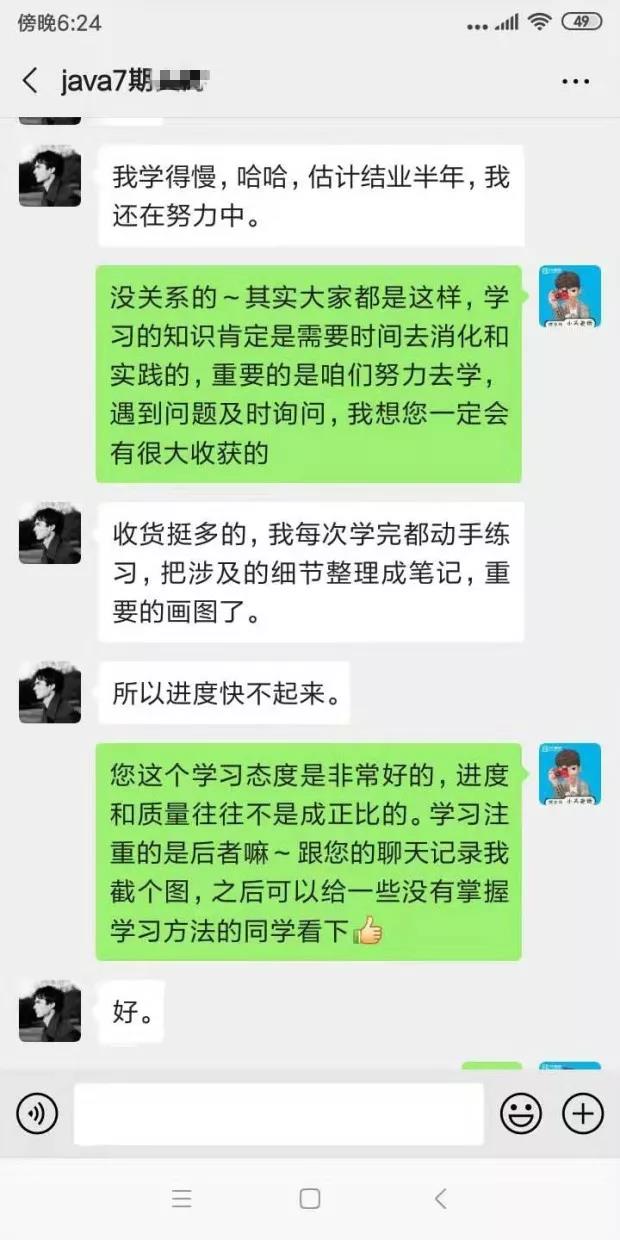 傍晚6:24
49
java7期
我学得慢，哈哈，估计结业半年，我
还在努力中。
没关系的～其实大家都是这样，学
习的知识肯定是需要时间去消化和
实践的，重要的是咱们努力去学，
遇到问题及时询问，我想您一定会
有很大收获的
收货挺多的，我每次学完都动手练
习，把涉及的细节整理成笔记，重
要的画图了。
所以进度快不起来。
您这个学习态度是非常好的，进度
和质量往往不是成正比的。学习注
重的是后者嘛～跟您的聊天记录我
截个图，之后可以给一些没有掌握
学习方法的同学看下👍
好。